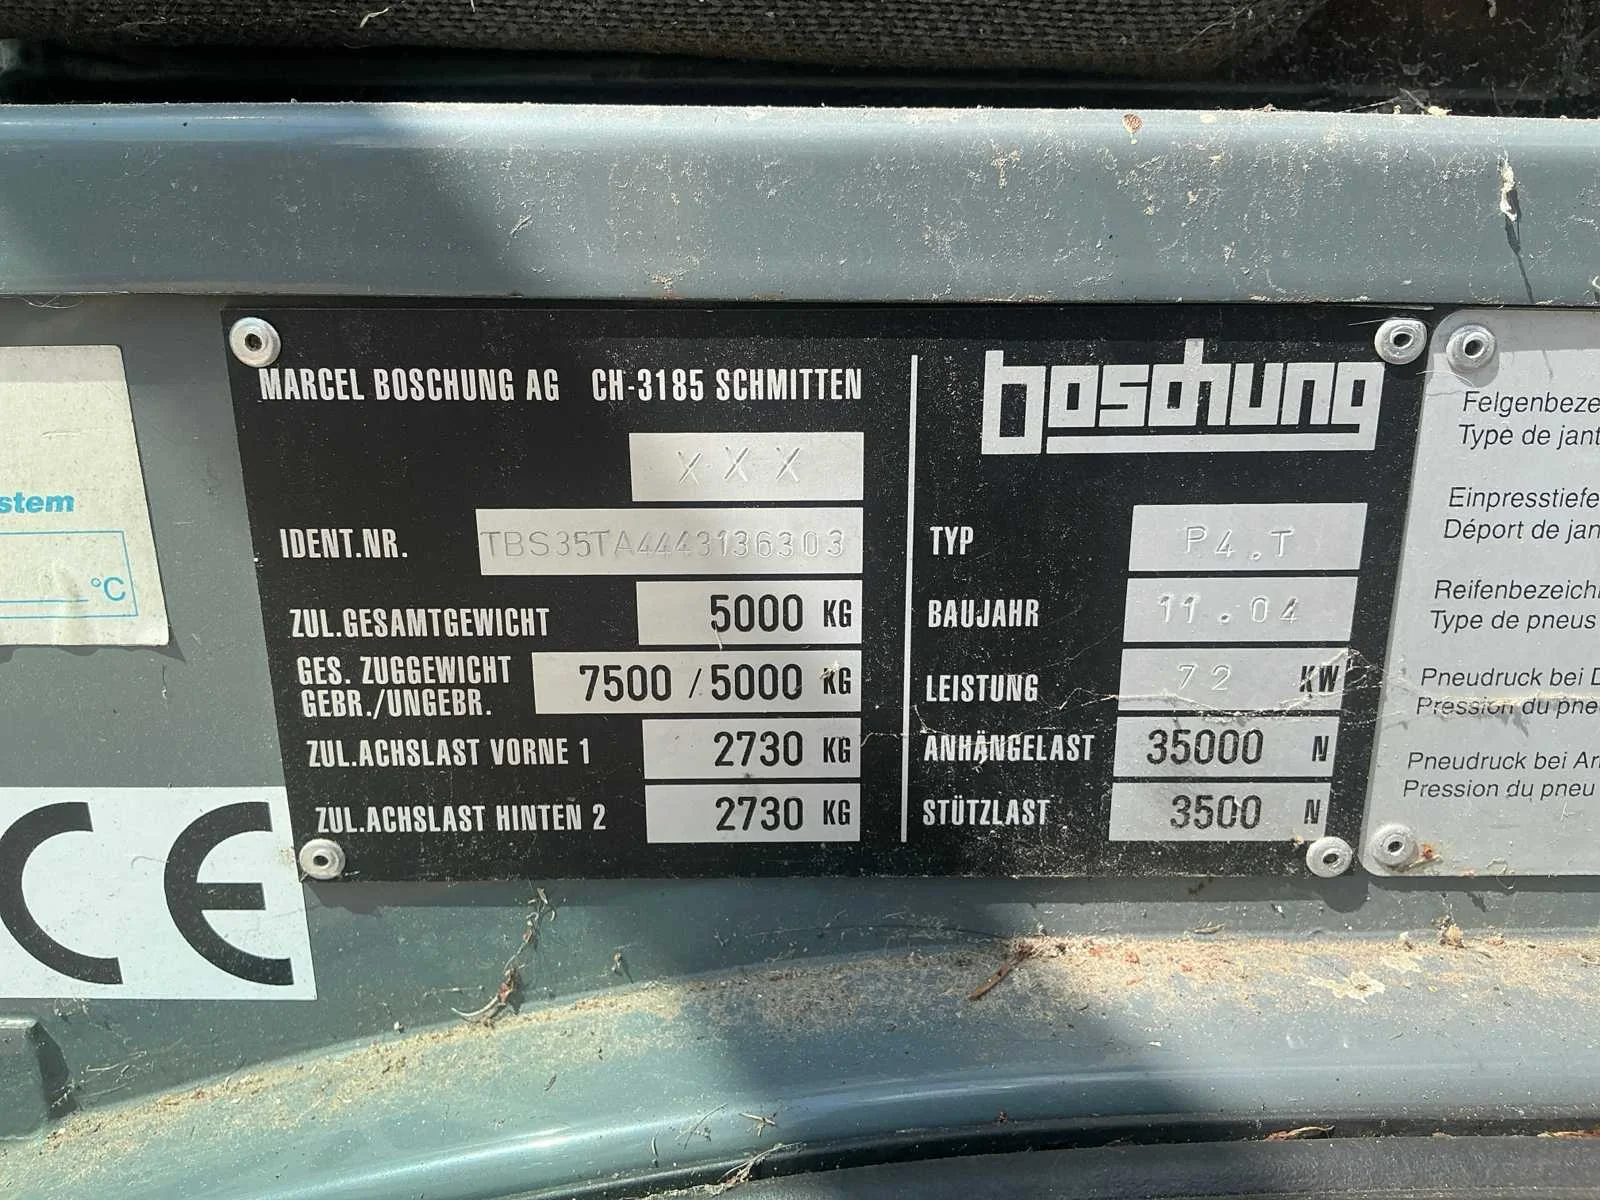 MARCEL BOSCHUNG AG CH-3185 SCHMITTEN
XXX
IDENT.NR. TBS35TA4443136303
ZUL.GESAMTGEWICHT 5000 KG
GES. ZUGGEWICHT
GEBR./UNGEBR. 7500 / 5000 KG
ZUL.ACHSLAST VORNE 1 2730 KG
ZUL.ACHSLAST HINTEN 2 2730 KG
boschung
TYP P4.T
BAUJAHR 11.04
LEISTUNG 72 KW
ANHÄNGELAST 35000 N
STÜTZLAST 3500 N
stem
°C
CE
Felgenbeze
Type de jant
Einpresstiefe
Déport de jan
Reifenbezeich
Type de pneus
Pneudruck bei D
Pression du pne
Pneudruck bei An
Pression du pneu